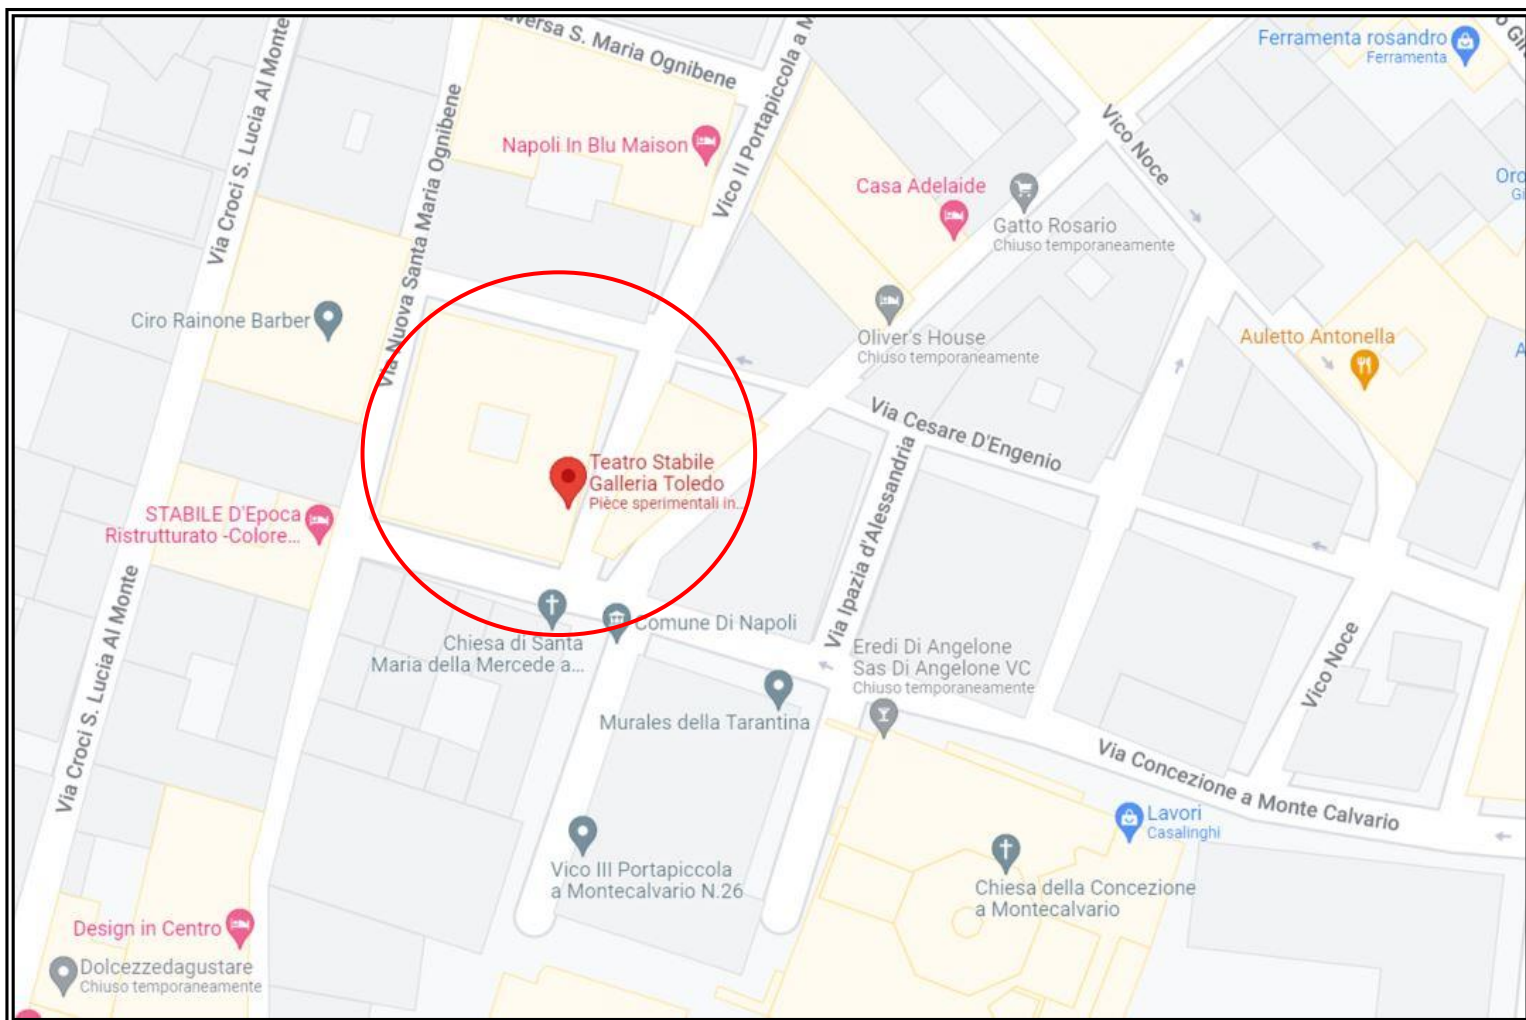 Via Croci S. Lucia Al Monte
Via Nuova Santa Maria Ognibene
versa S. Maria Ognibene
Vico II Portapiccola a M
Ferramenta rosandro
Ferramenta
Napoli In Blu Maison
Vico Noce
Casa Adelaide
Gatto Rosario
Chiuso temporaneamente
Ciro Rainone Barber
Oliver's House
Chiuso temporaneamente
Auletto Antonella
Via Cesare D'Engenio
Teatro Stabile
Galleria Toledo
Pièce sperimentali in...
STABILE D'Epoca
Ristrutturato -Colore...
Via Ipazia d'Alessandria
Comune Di Napoli
Chiesa di Santa
Maria della Mercede a...
Eredi Di Angelone
Sas Di Angelone VC
Chiuso temporaneamente
Vico Noce
Via Croci S. Lucia Al Monte
Murales della Tarantina
Via Concezione a Monte Calvario
Lavori
Casalinghi
Vico III Portapiccola
a Montecalvario N.26
Chiesa della Concezione
a Montecalvario
Design in Centro
Dolcezzedagustare
Chiuso temporaneamente